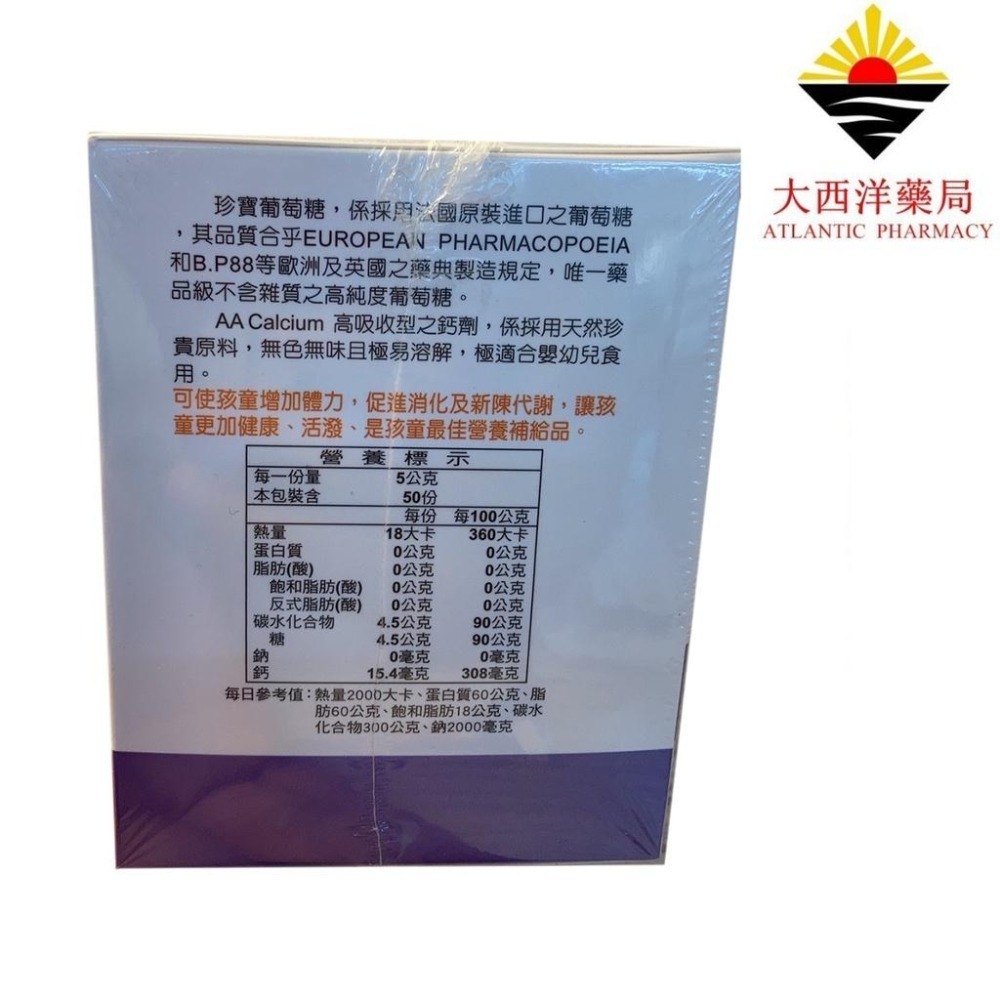 大西洋藥局
ATLANTIC PHARMACY
珍寶葡萄糖，係採用法國原裝進口之葡萄糖
，其品質合乎EUROPEAN PHARMACOPOEIA
和B.P88等歐洲及英國之藥典製造規定，唯一藥
品級不含雜質之高純度葡萄糖。
AA Calcium 高吸收型之鈣劑，係採用天然珍
貴原料，無色無味且極易溶解，極適合嬰幼兒食
用。
可使孩童增加體力，促進消化及新陳代謝，讓孩
童更加健康、活潑、是孩童最佳營養補給品。
營養標示
每一份量 5公克
本包裝含 50份
每份 每100公克
熱量 18大卡 360大卡
蛋白質 0公克 0公克
脂肪(酸) 0公克 0公克
飽和脂肪(酸) 0公克 0公克
反式脂肪(酸) 0公克 0公克
碳水化合物 4.5公克 90公克
糖 4.5公克 90公克
鈉 0毫克 0毫克
鈣 15.4毫克 308毫克
每日參考值：熱量2000大卡、蛋白質60公克、脂
肪60公克、飽和脂肪18公克、碳水
化合物300公克、鈉2000毫克